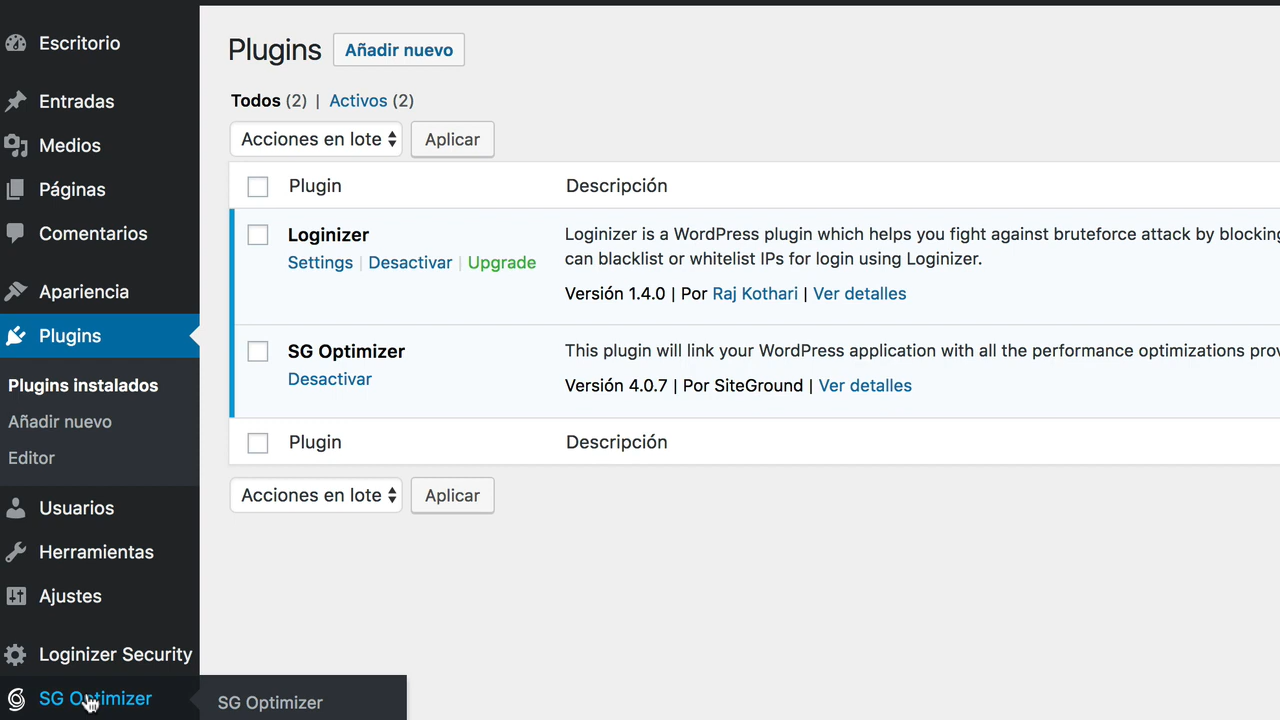 Escritorio
Entradas
Medios
Páginas
Comentarios
Apariencia
Plugins
Plugins instalados
Añadir nuevo
Editor
Usuarios
Herramientas
Ajustes
Loginizer Security
SG Optimizer
SG Optimizer
Plugins Añadir nuevo
Todos (2) | Activos (2)
Acciones en lote Aplicar
Plugin Descripción
Loginizer Loginizer is a WordPress plugin which helps you fight against bruteforce attack by blocking
Settings | Desactivar | Upgrade can blacklist or whitelist IPs for login using Loginizer.
Versión 1.4.0 | Por Raj Kothari | Ver detalles
SG Optimizer This plugin will link your WordPress application with all the performance optimizations
Desactivar Versión 4.0.7 | Por SiteGround | Ver detalles
Plugin Descripción
Acciones en lote Aplicar